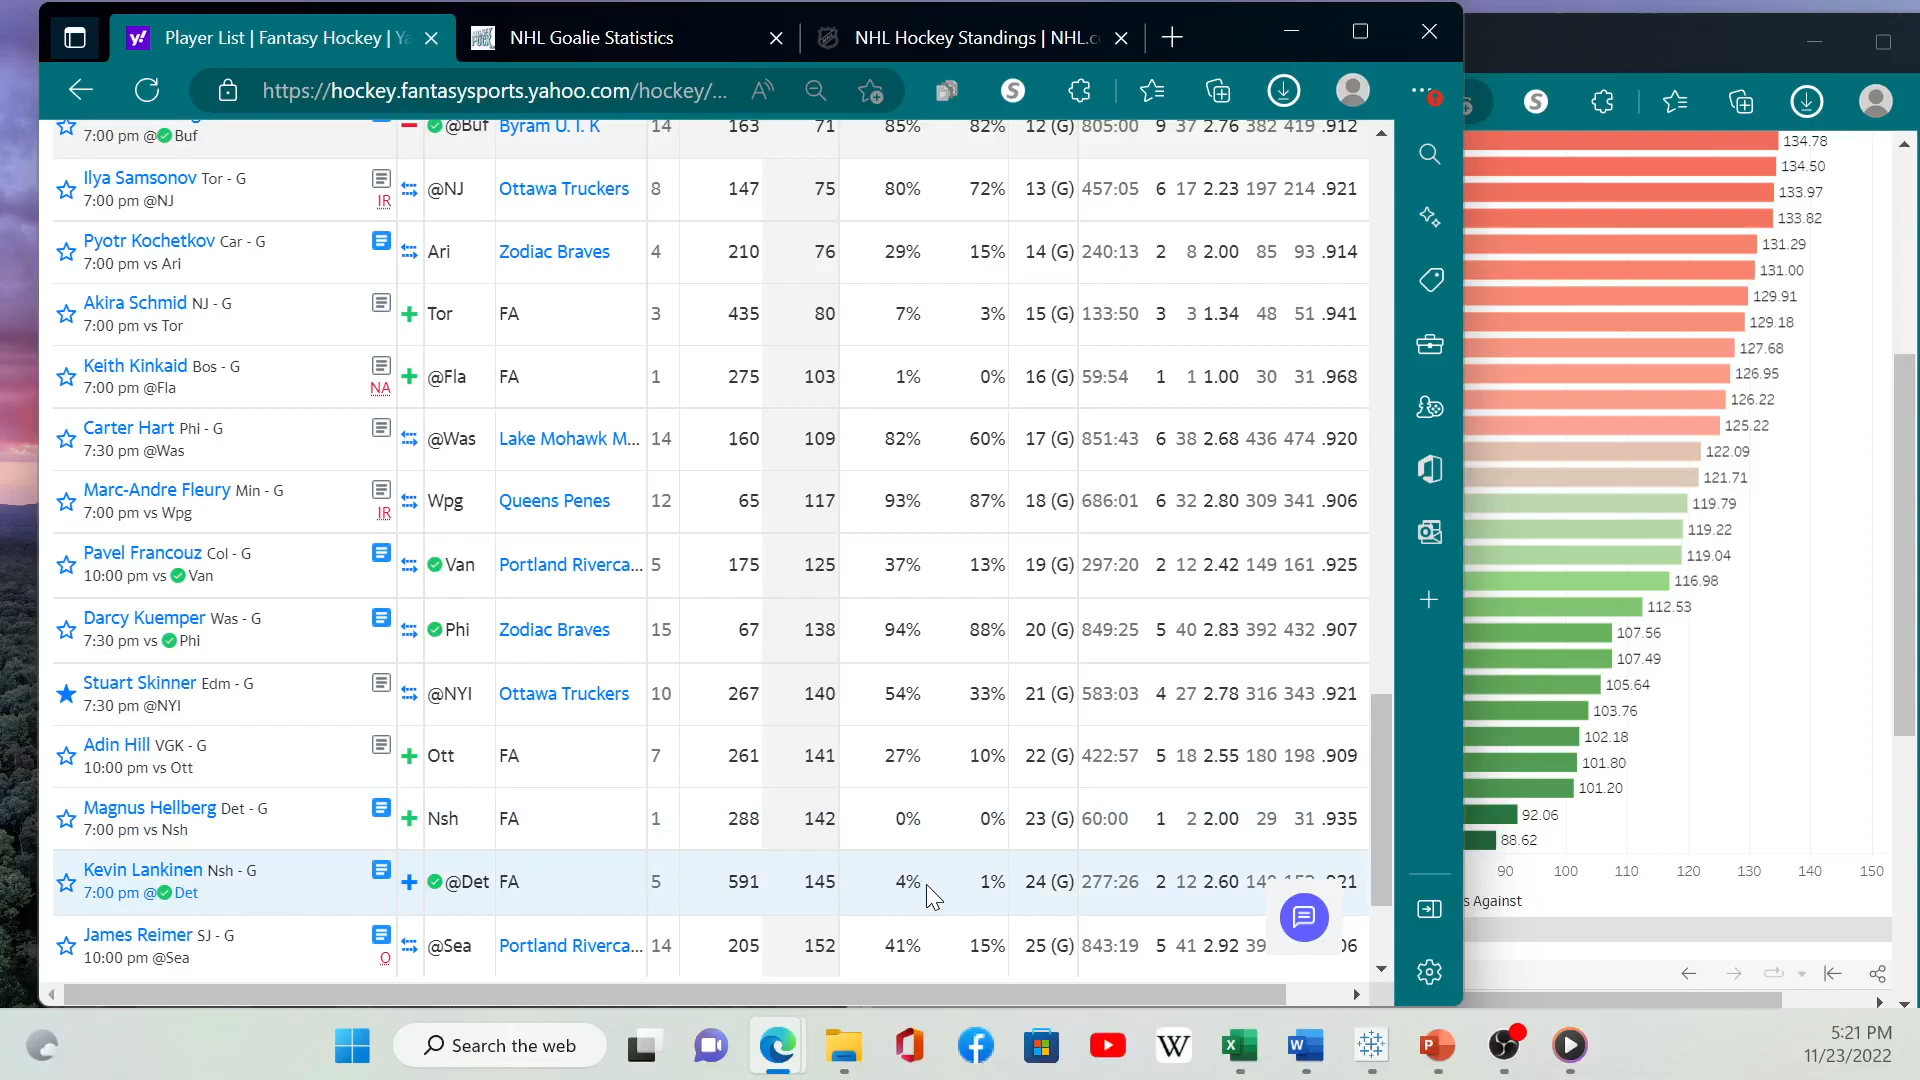 Player List | Fantasy Hockey | Ya
NHL Goalie Statistics
NHL Hockey Standings | NHL.c
https://hockey.fantasysports.yahoo.com/hockey/...
7:00 pm @ Buf
@Buf Byram U. I. K 14 163 71 85% 82% 12 (G) 805:00 9 37 2.76 382 419 .912
Ilya Samsonov Tor - G
7:00 pm @NJ
IR
@NJ Ottawa Truckers 8 147 75 80% 72% 13 (G) 457:05 6 17 2.23 197 214 .921
Pyotr Kochetkov Car - G
7:00 pm vs Ari
Ari Zodiac Braves 4 210 76 29% 15% 14 (G) 240:13 2 8 2.00 85 93 .914
Akira Schmid NJ - G
7:00 pm vs Tor
Tor FA 3 435 80 7% 3% 15 (G) 133:50 3 3 1.34 48 51 .941
Keith Kinkaid Bos - G
7:00 pm @Fla
NA
@Fla FA 1 275 103 1% 0% 16 (G) 59:54 1 1 1.00 30 31 .968
Carter Hart Phi - G
7:30 pm @Was
@Was Lake Mohawk M... 14 160 109 82% 60% 17 (G) 851:43 6 38 2.68 436 474 .920
Marc-Andre Fleury Min - G
7:00 pm vs Wpg
IR
Wpg Queens Penes 12 65 117 93% 87% 18 (G) 686:01 6 32 2.80 309 341 .906
Pavel Francouz Col - G
10:00 pm vs Van
Van Portland Riverca... 5 175 125 37% 13% 19 (G) 297:20 2 12 2.42 149 161 .925
Darcy Kuemper Was - G
7:30 pm vs Phi
Phi Zodiac Braves 15 67 138 94% 88% 20 (G) 849:25 5 40 2.83 392 432 .907
Stuart Skinner Edm - G
7:30 pm @NYI
@NYI Ottawa Truckers 10 267 140 54% 33% 21 (G) 583:03 4 27 2.78 316 343 .921
Adin Hill VGK - G
10:00 pm vs Ott
Ott FA 7 261 141 27% 10% 22 (G) 422:57 5 18 2.55 180 198 .909
Magnus Hellberg Det - G
7:00 pm vs Nsh
Nsh FA 1 288 142 0% 0% 23 (G) 60:00 1 2 2.00 29 31 .935
Kevin Lankinen Nsh - G
7:00 pm @ Det
@Det FA 5 591 145 4% 1% 24 (G) 277:26 2 12 2.60
James Reimer SJ - G
10:00 pm @Sea
O
@Sea Portland Riverca... 14 205 152 41% 15% 25 (G) 843:19 5 41 2.92
134.78
134.50
133.97
133.82
131.29
131.00
129.91
129.18
127.68
126.95
126.22
125.22
122.09
121.71
119.79
119.22
119.04
116.98
112.53
107.56
107.49
105.64
103.76
102.18
101.80
101.20
92.06
88.62
90 100 110 120 130 140 150
s Against
Search the web
5:21 PM
11/23/2022